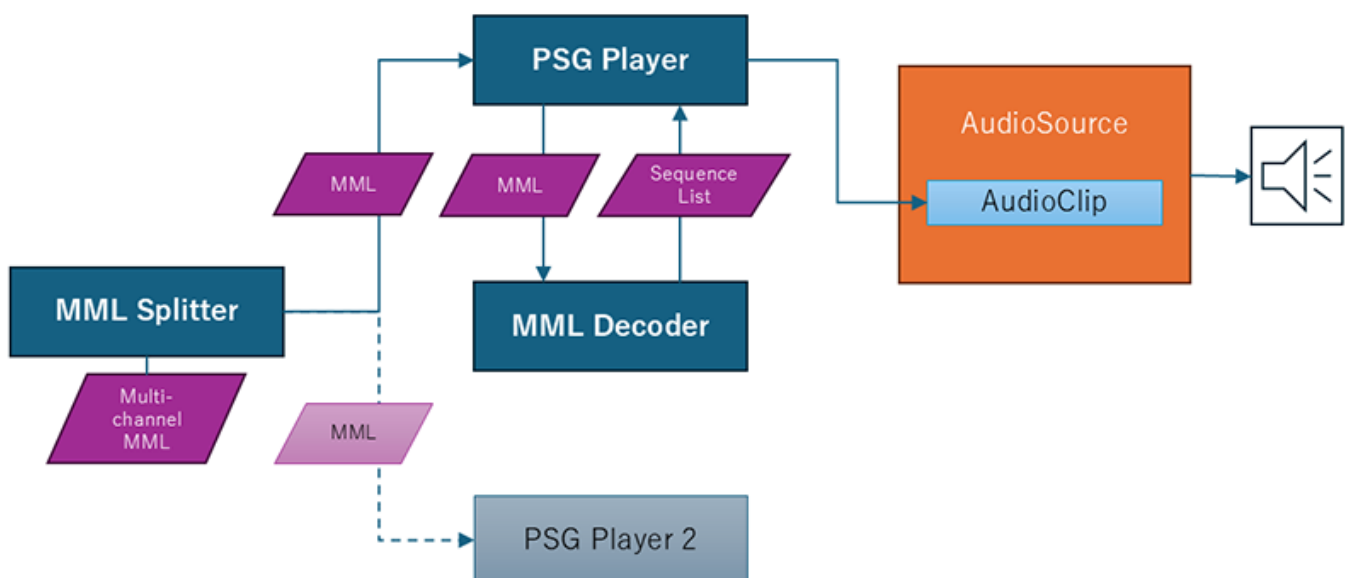 PSG Player
AudioSource
MML
MML
Sequence
List
AudioClip
MML Splitter
MML Decoder
Multi-
channel
MML
MML
PSG Player 2